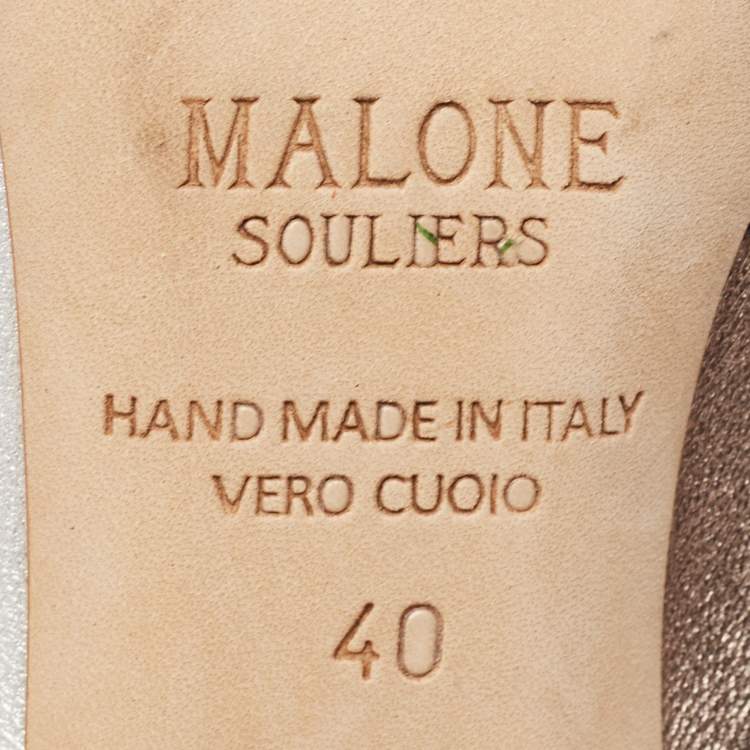 MALONE
SOULIERS
HAND MADE IN ITALY
VERO CUOIO
40